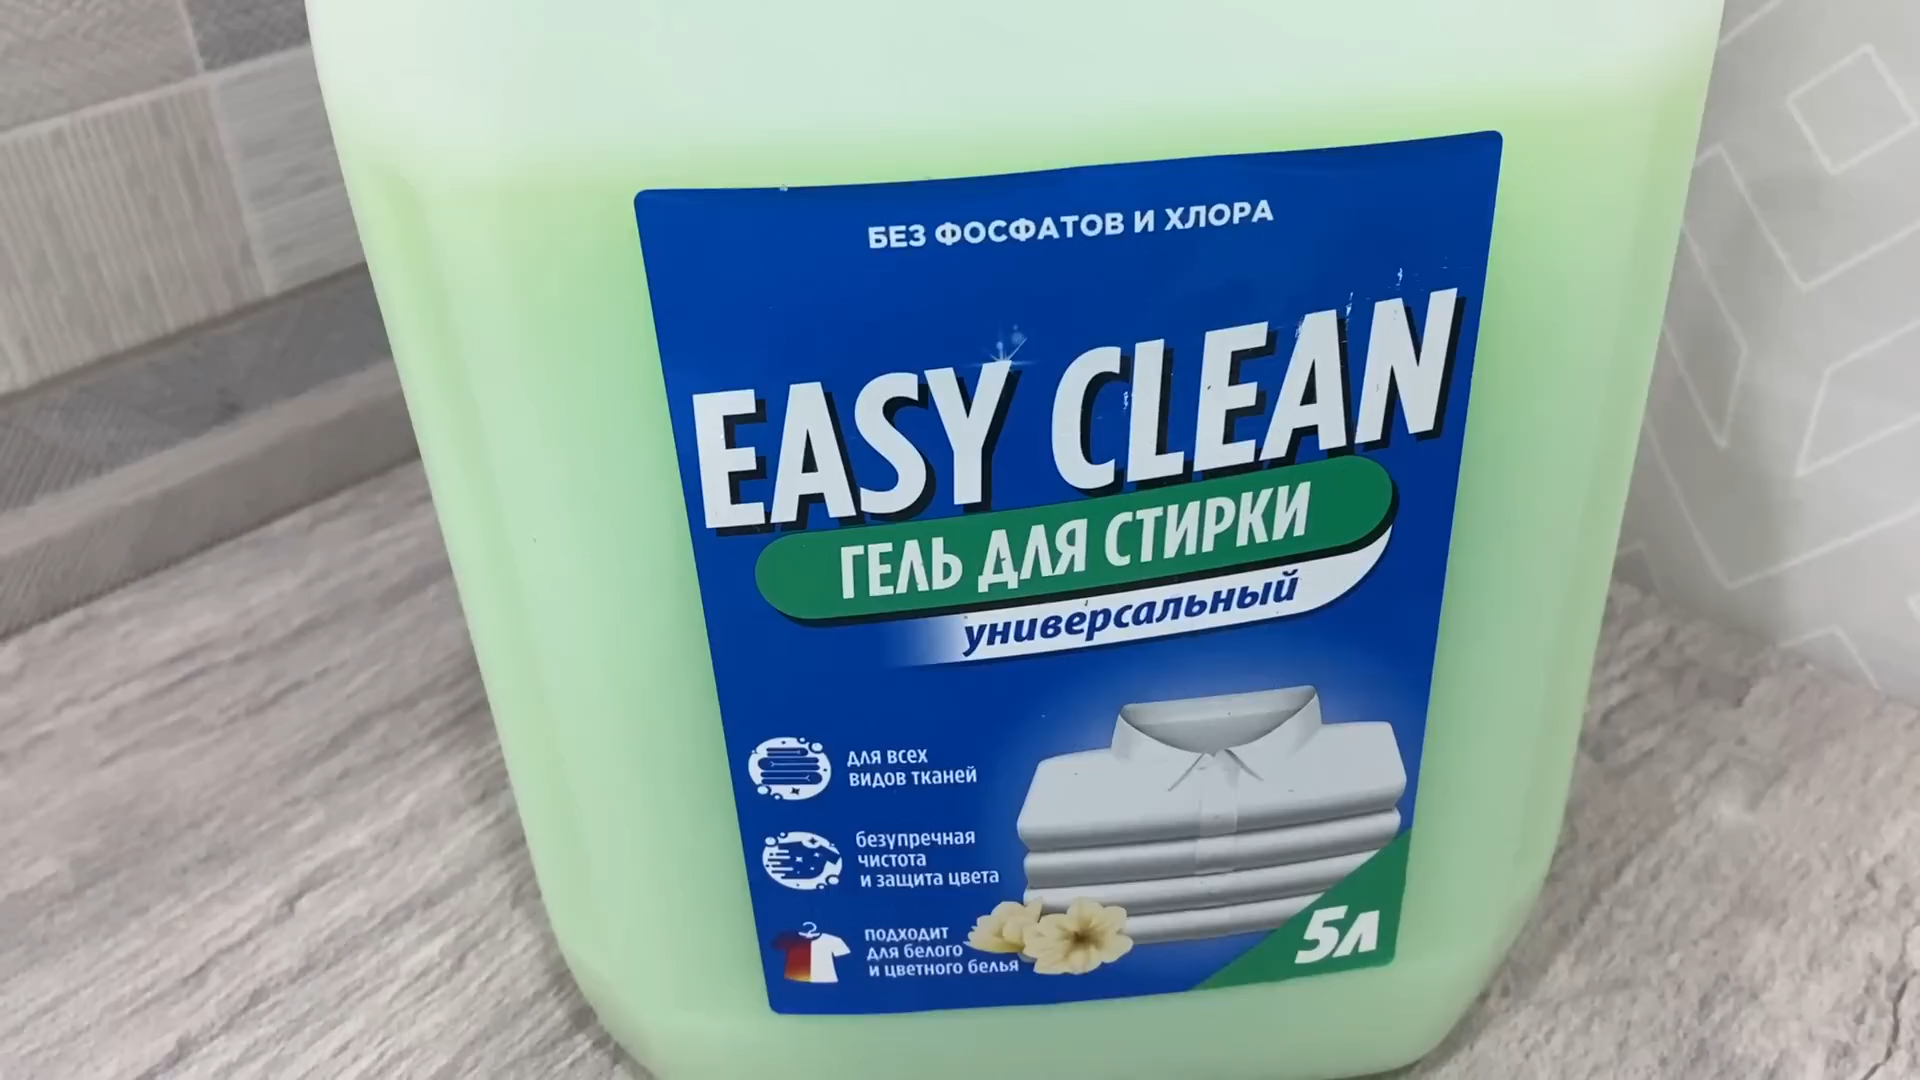 БЕЗ ФОСФАТОВ И ХЛОРА
EASY CLEAN
ГЕЛЬ ДЛЯ СТИРКИ
универсальный
для всех
видов тканей
безупречная
чистота
и защита цвета
подходит
для белого
и цветного белья
5л